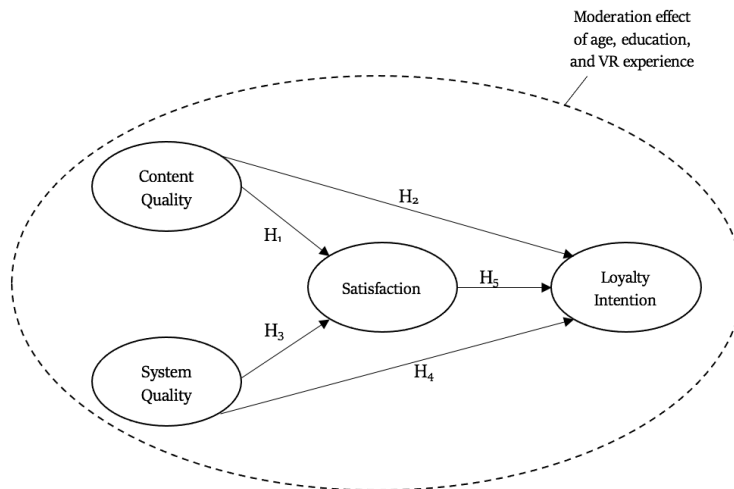 Moderation effect
of age, education,
and VR experience
Content
Quality
H₂
H₁
Satisfaction
H₅
Loyalty
Intention
H₃
System
Quality
H₄